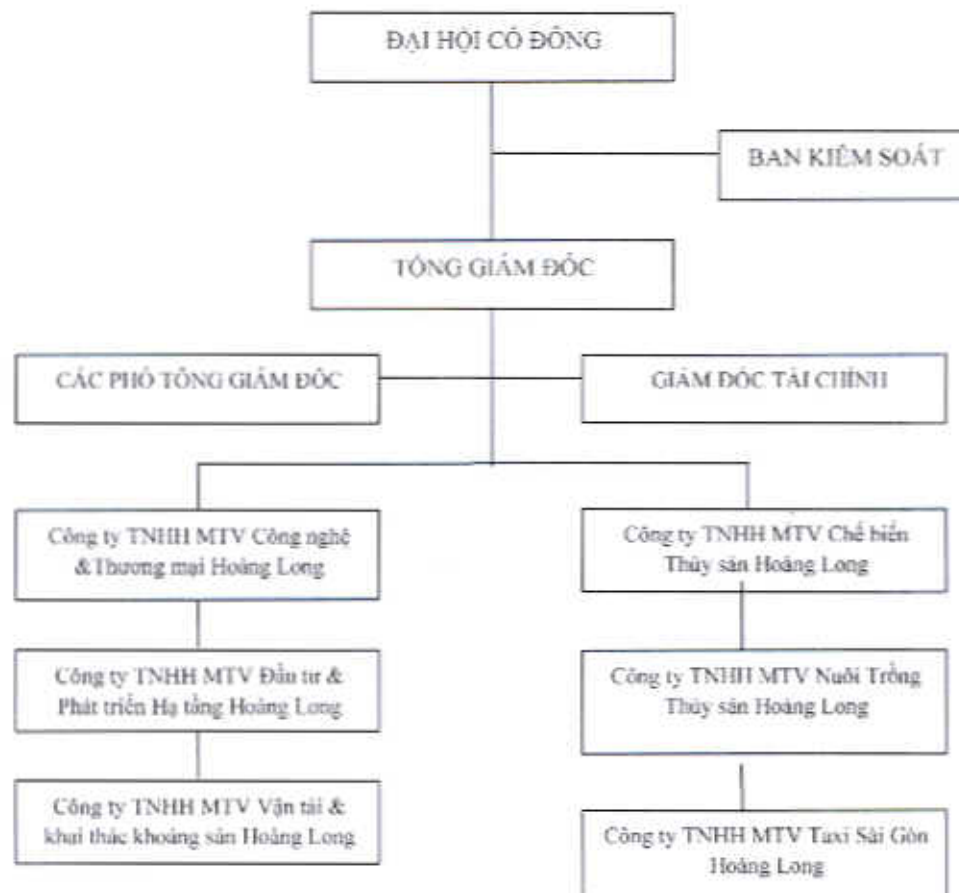 ĐẠI HỘI CỔ ĐÔNG
BAN KIỂM SOÁT
TỔNG GIÁM ĐỐC
CÁC PHÓ TỔNG GIÁM ĐỐC
GIÁM ĐỐC TÀI CHÍNH
Công ty TNHH MTV Công nghệ
&Thương mại Hoàng Long
Công ty TNHH MTV Chế biến
Thủy sản Hoàng Long
Công ty TNHH MTV Đầu tư &
Phát triển Hạ tầng Hoàng Long
Công ty TNHH MTV Nuôi Trồng
Thủy sản Hoàng Long
Công ty TNHH MTV Vận tải &
khai thác khoáng sản Hoàng Long
Công ty TNHH MTV Taxi Sài Gòn
Hoàng Long